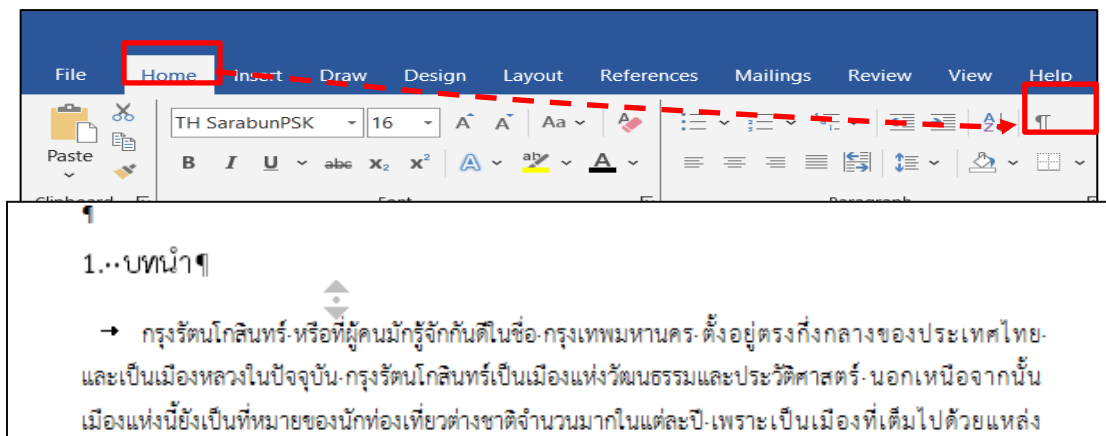 File Home Insert Draw Design Layout References Mailings Review View Help
TH SarabunPSK 16 A A Aa
Paste
B I U abc X₂ X² A aby A
Clipboard Font Paragraph
¶
1.··บทนำ¶
→ กรุงรัตนโกสินทร์·หรือที่ผู้คนมักรู้จักกันดีในชื่อ·กรุงเทพมหานคร·ตั้งอยู่ตรงกึ่งกลางของประเทศไทย·
และเป็นเมืองหลวงในปัจจุบัน·กรุงรัตนโกสินทร์เป็นเมืองแห่งวัฒนธรรมและประวัติศาสตร์·นอกเหนือจากนั้น
เมืองแห่งนี้ยังเป็นที่หมายของนักท่องเที่ยวต่างชาติจำนวนมากในแต่ละปี·เพราะเป็นเมืองที่เต็มไปด้วยแหล่ง